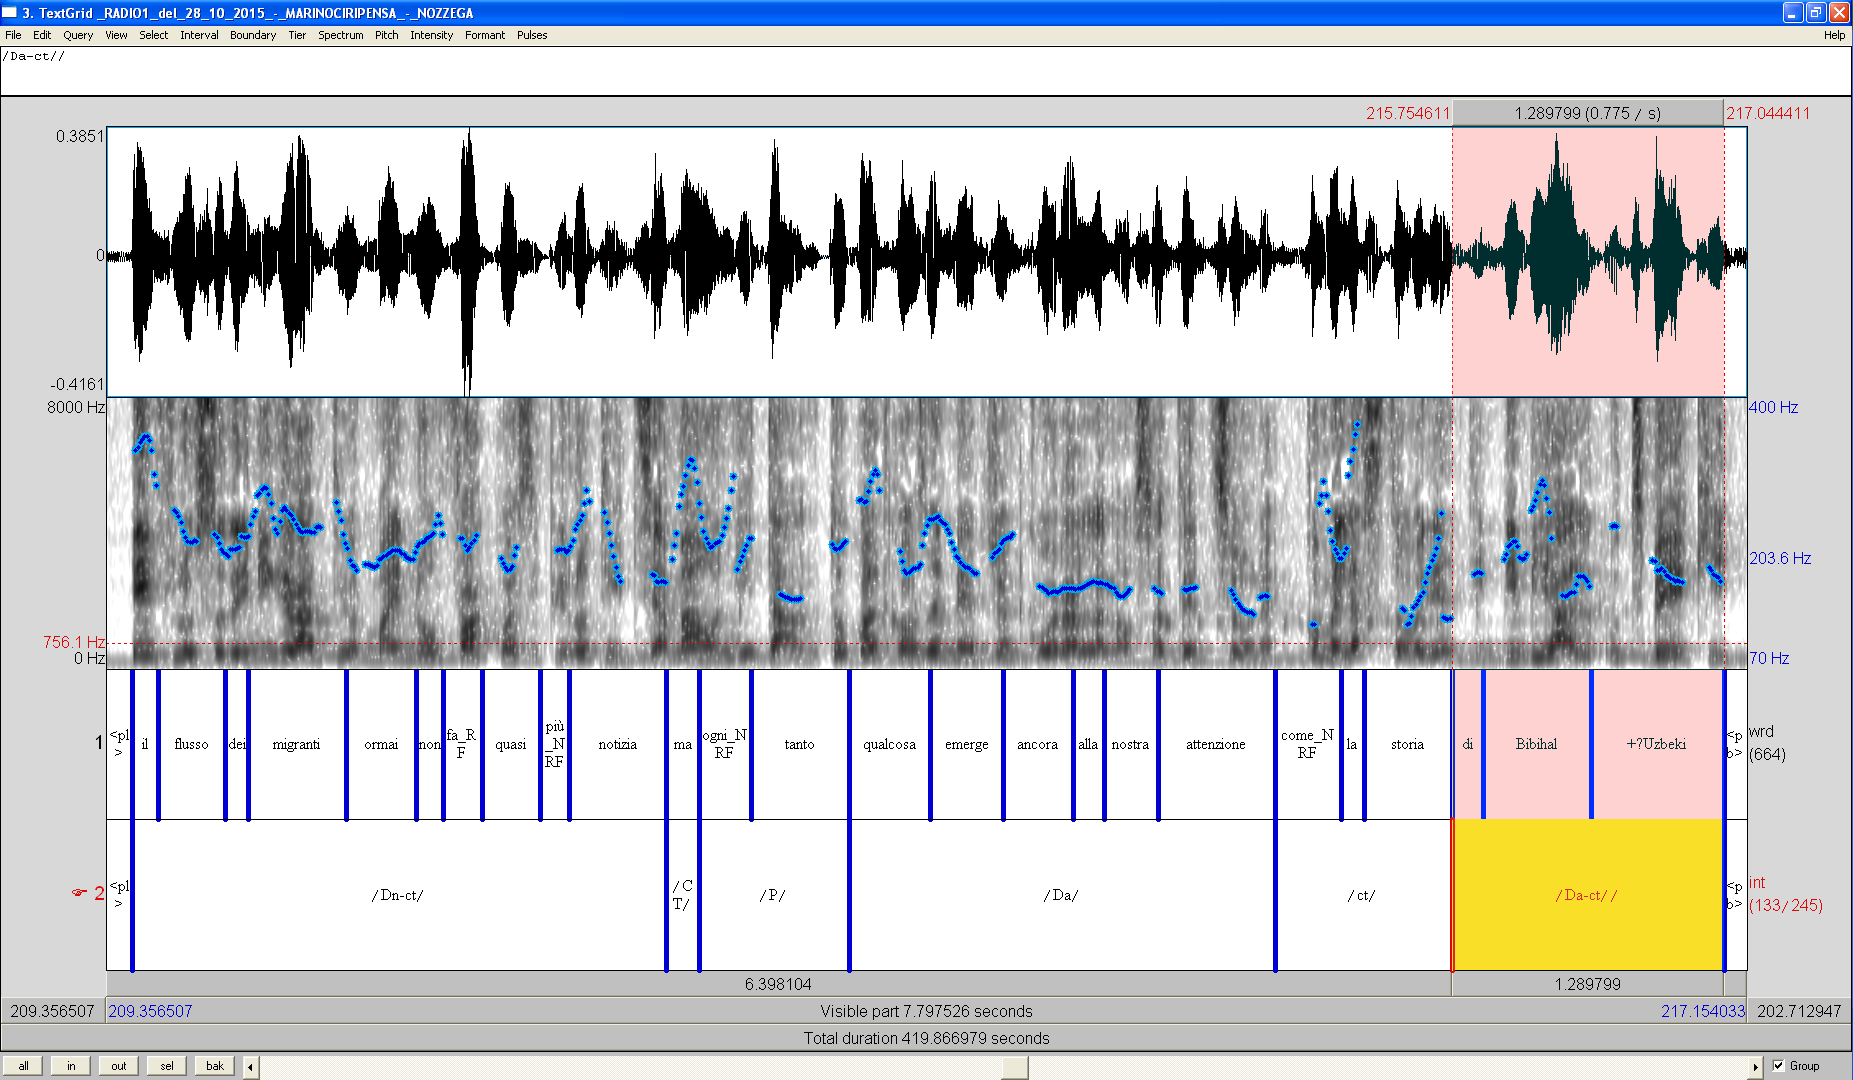 3. TextGrid _RADIO1_del_28_10_2015_-_MARINOCIRIPENSA_-_NOZZEGA
File Edit Query View Select Interval Boundary Tier Spectrum Pitch Intensity Formant Pulses Help
/Da-ct//
215.754611 1.289799 (0.775 / s) 217.044411
0.3851
0
-0.4161
8000 Hz 400 Hz
203.6 Hz
756.1 Hz
0 Hz 70 Hz
1 <pl> il flusso dei migranti ormai non fa_RF quasi più_NRF notizia ma ogni_NRF tanto qualcosa emerge ancora alla nostra attenzione come_NRF la storia di Bibihal +?Uzbeki <pb> wrd (664)
2 <pl> /Dn-ct/ /CT/ /P/ /Da/ /ct/ /Da-ct// <pb> int (133/245)
6.398104 1.289799
209.356507 209.356507 Visible part 7.797526 seconds 217.154033 202.712947
Total duration 419.866979 seconds
all in out sel bak Group